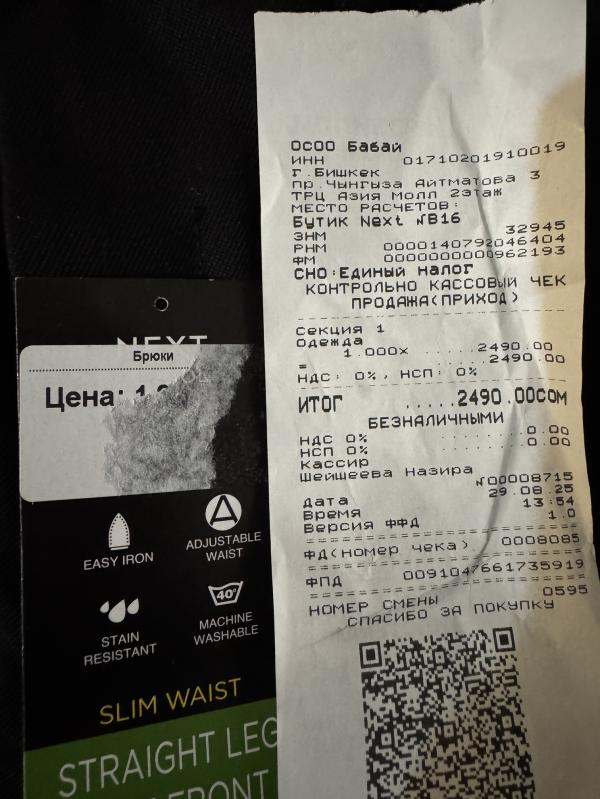 ОСОО Бабай
ИНН 01710201910019
г.Бишкек
пр.Чынгыза Айтматова 3
ТРЦ Азия Молл 2этаж
МЕСТО РАСЧЕТОВ:
Бутик Next №В16
ЗНМ 32945
РНМ 0000140792046404
ФМ 0000000000962193
СНО:Единый налог
КОНТРОЛЬНО КАССОВЫЙ ЧЕК
ПРОДАЖА(ПРИХОД)
Секция 1
Одежда
1.000x .....2490.00
= .....2490.00
НДС: 0%, НСП: 0%
ИТОГ .....2490.00СОМ
БЕЗНАЛИЧНЫМИ
НДС 0% ........0.00
НСП 0% ........0.00
Кассир
Шейшеева Назира
№00008715
Дата 29.08.25
Время 13:54
Версия ФФД 1.0
ФД(номер чека) 0008085
ФПД 0091047661735919
НОМЕР СМЕНЫ 0595
СПАСИБО ЗА ПОКУПКУ
NEXT
Брюки
Цена:
EASY IRON
ADJUSTABLE
WAIST
40°
STAIN
RESISTANT
MACHINE
WASHABLE
SLIM WAIST
STRAIGHT LEG
FRONT